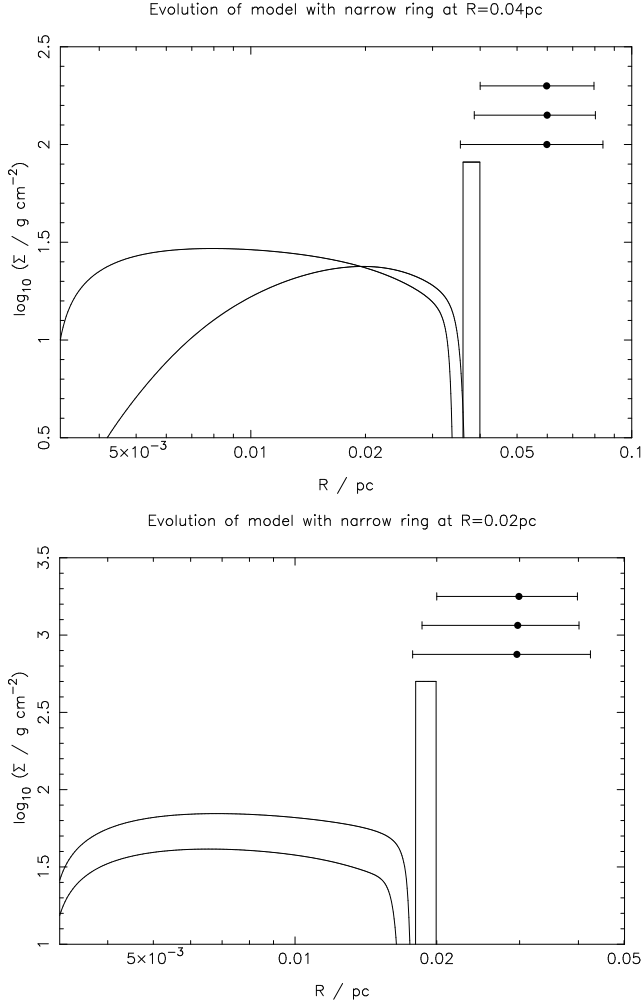 Evolution of model with narrow ring at R=0.04pc
2.5
2
1.5
1
0.5
log₁₀ (Σ / g cm⁻²)
5×10⁻³ 0.01 0.02 0.05 0.1
R / pc
Evolution of model with narrow ring at R=0.02pc
3.5
3
2.5
2
1.5
1
log₁₀ (Σ / g cm⁻²)
5×10⁻³ 0.01 0.02 0.05
R / pc